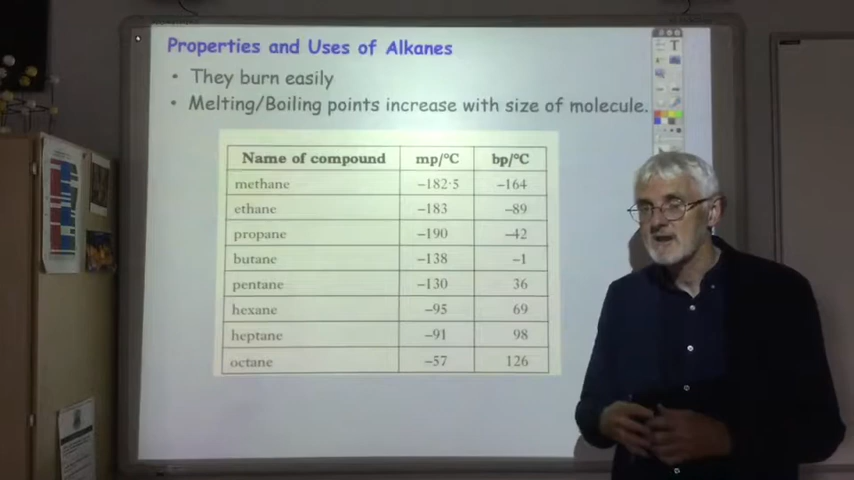 Properties and Uses of Alkanes
• They burn easily
• Melting/Boiling points increase with size of molecule.
Name of compound mp/°C bp/°C
methane –182·5 –164
ethane –183 –89
propane –190 –42
butane –138 –1
pentane –130 36
hexane –95 69
heptane –91 98
octane –57 126
T